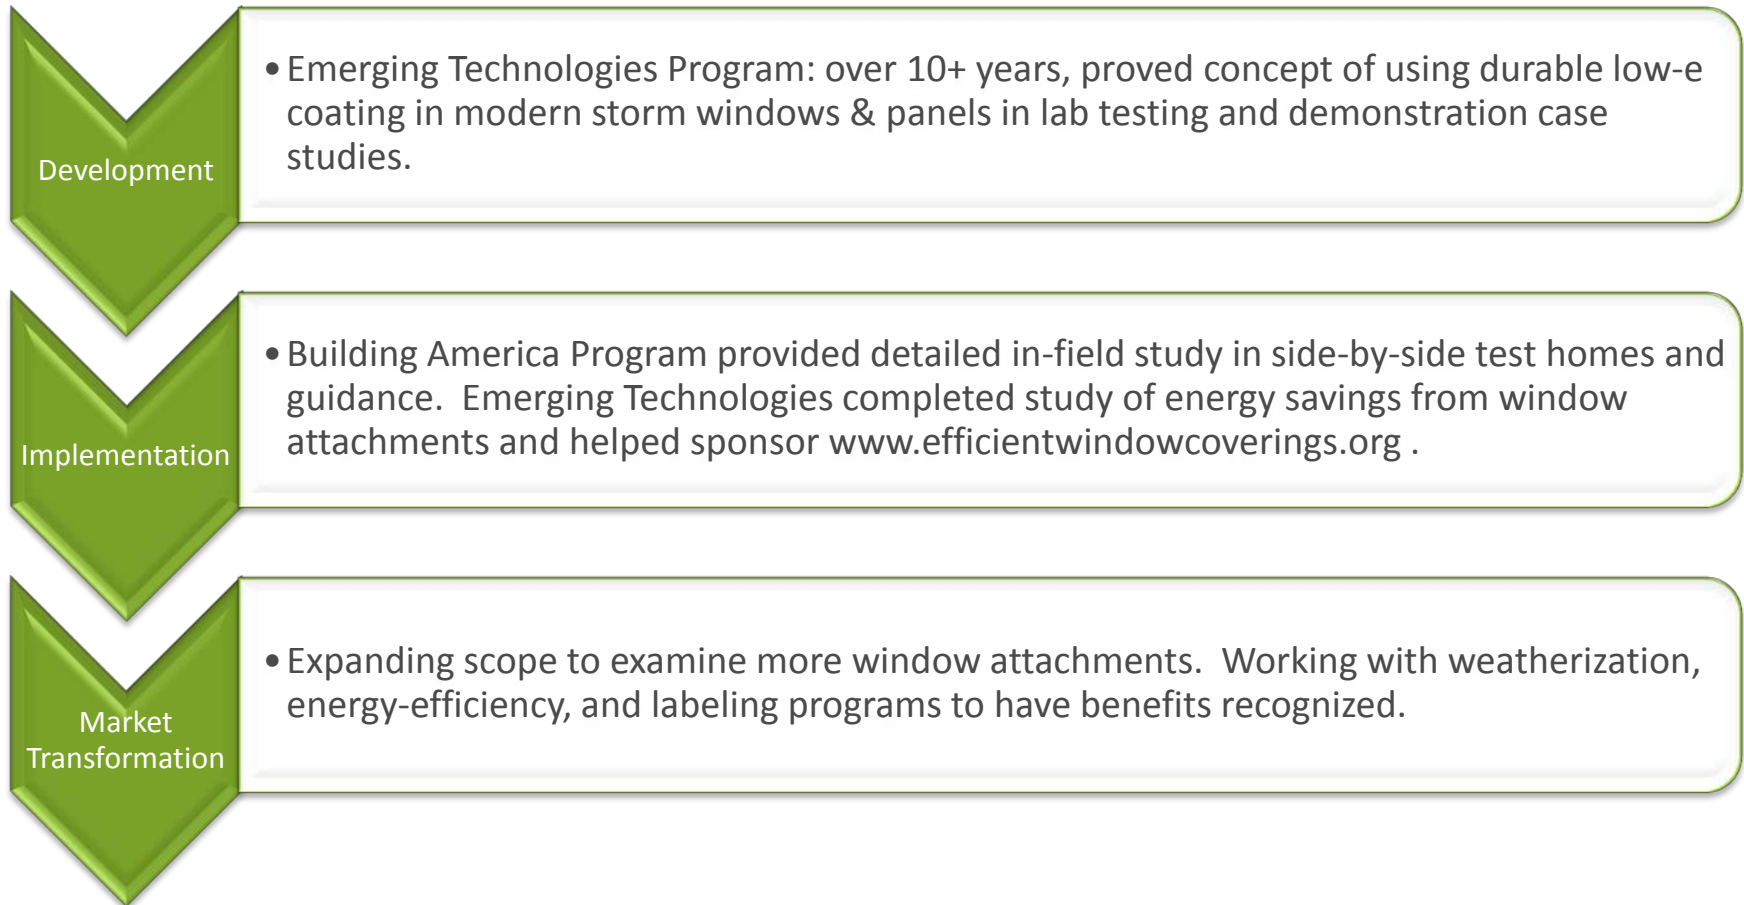 Development
• Emerging Technologies Program: over 10+ years, proved concept of using durable low-e
coating in modern storm windows & panels in lab testing and demonstration case
studies.
Implementation
• Building America Program provided detailed in-field study in side-by-side test homes and
guidance.  Emerging Technologies completed study of energy savings from window
attachments and helped sponsor www.efficientwindowcoverings.org .
Market
Transformation
• Expanding scope to examine more window attachments.  Working with weatherization,
energy-efficiency, and labeling programs to have benefits recognized.